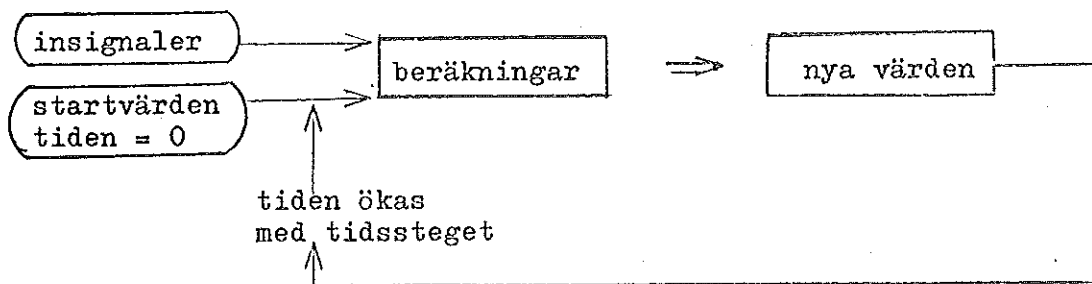 insignaler
beräkningar
nya värden
startvärden
tiden = 0
tiden ökas
med tidssteget